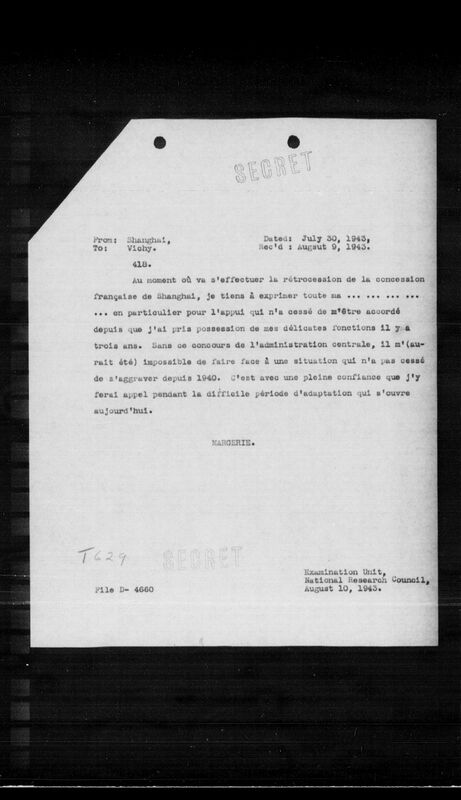 SECRET
From: Shanghai, Dated: July 30, 1943,
To: Vichy. Rec'd : Augsut 9, 1943.
418.
Au moment où va s'effectuer la rétrocession de la concession
française de Shanghai, je tiens à exprimer toute ma ... ... ... ...
... en particulier pour l'appui qui n'a cessé de m'être accordé
depuis que j'ai pris possession de mes délicates fonctions il y a
trois ans. Sans ce concours de l'administration centrale, il m'(au-
rait été) impossible de faire face à une situation qui n'a pas cessé
de s'aggraver depuis 1940. C'est avec une pleine confiance que j'y
ferai appel pendant la difficile période d'adaptation qui s'ouvre
aujourd'hui.
MARGERIE.
T629
SECRET
Examination Unit,
National Research Council,
File D- 4660 August 10, 1943.